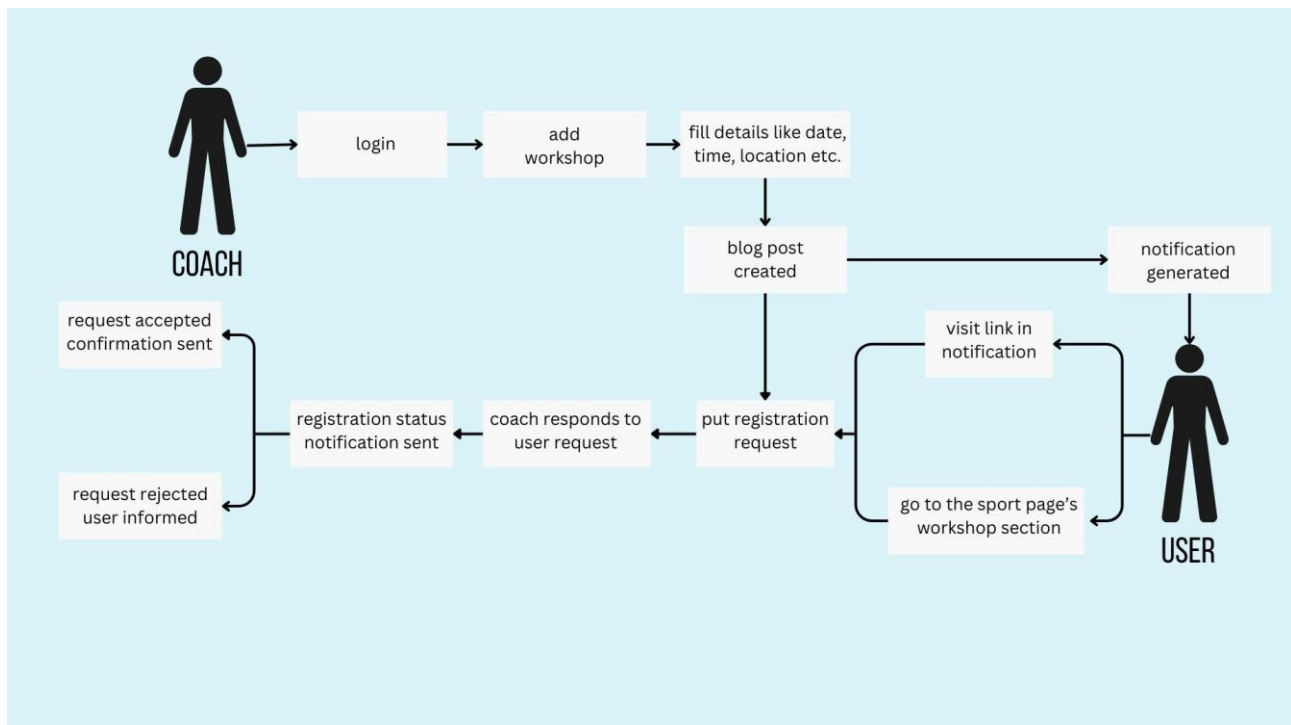 login
add
workshop
fill details like date,
time, location etc.
COACH
blog post
created
notification
generated
request accepted
confirmation sent
visit link in
notification
registration status
notification sent
coach responds to
user request
put registration
request
request rejected
user informed
go to the sport page’s
workshop section
USER